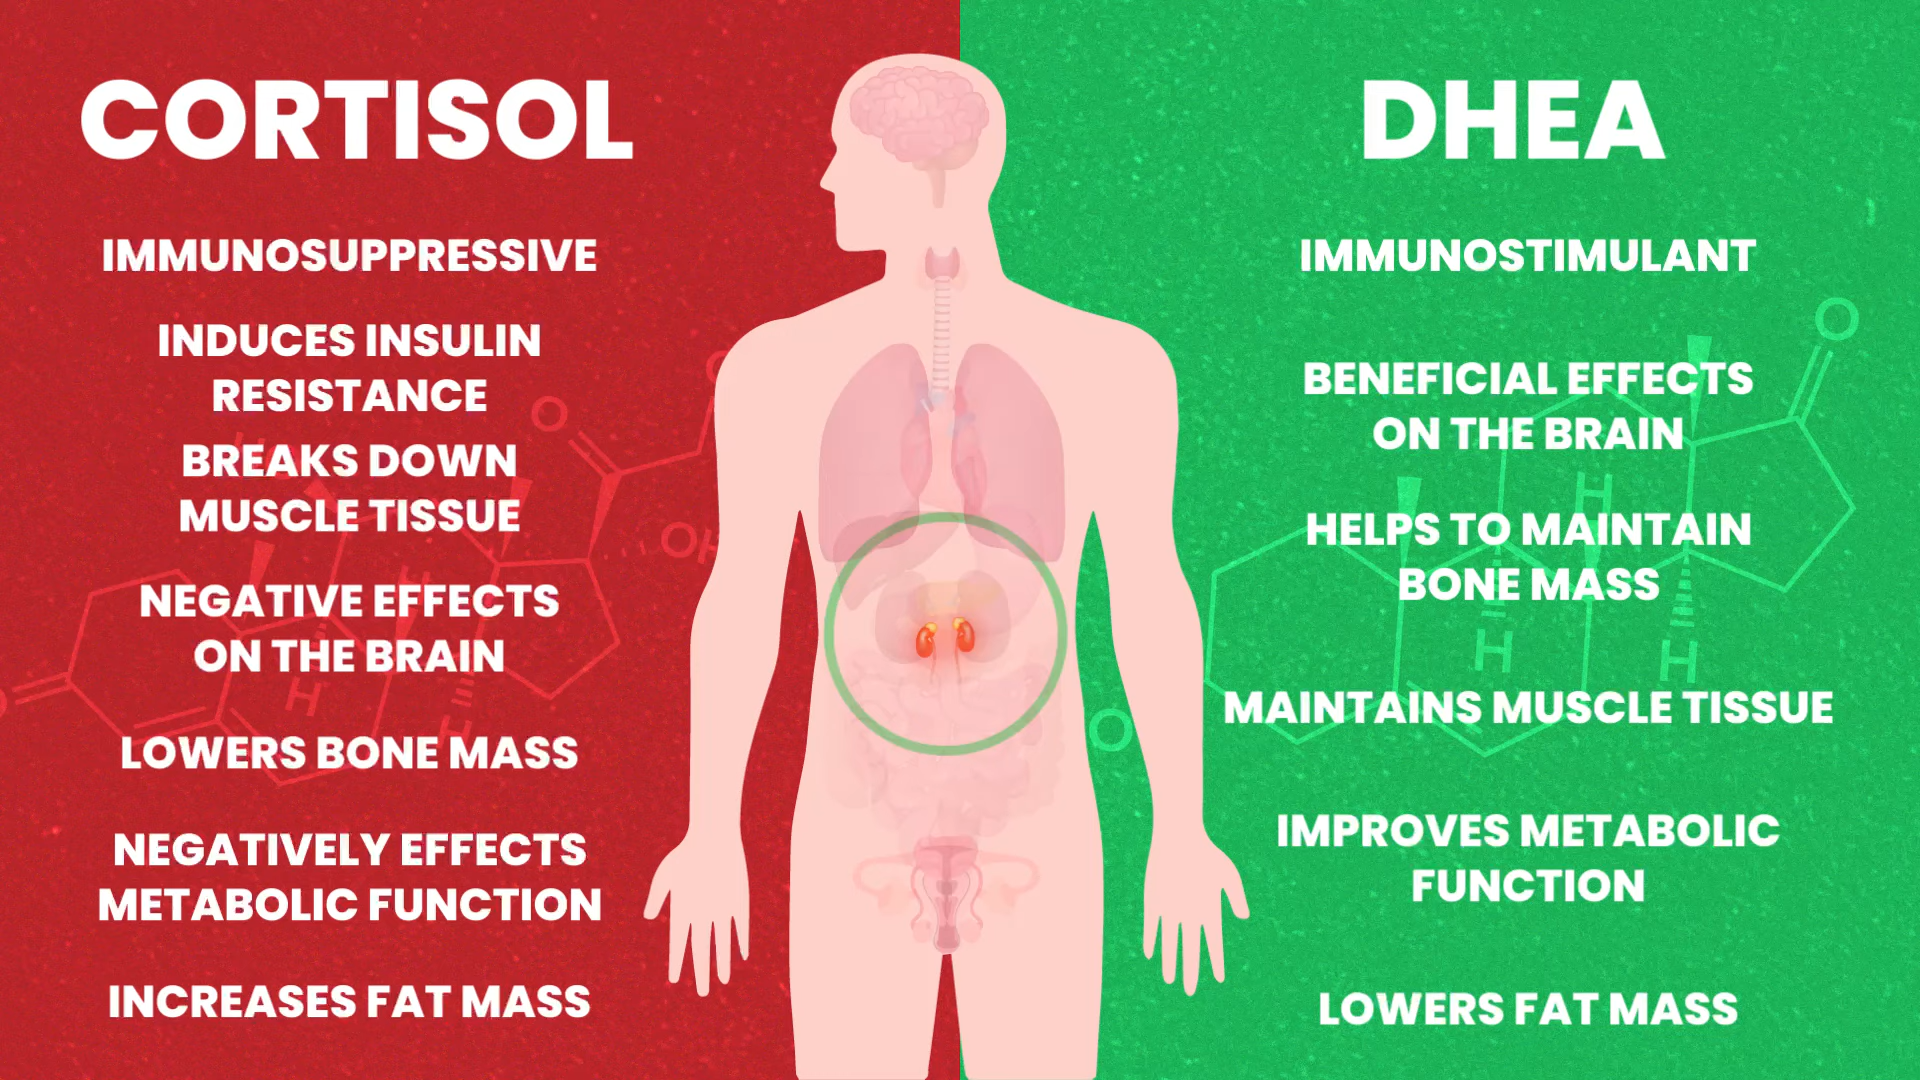 CORTISOL
IMMUNOSUPPRESSIVE
INDUCES INSULIN
RESISTANCE
BREAKS DOWN
MUSCLE TISSUE
NEGATIVE EFFECTS
ON THE BRAIN
LOWERS BONE MASS
NEGATIVELY EFFECTS
METABOLIC FUNCTION
INCREASES FAT MASS
O
OH
H
H
O
DHEA
IMMUNOSTIMULANT
BENEFICIAL EFFECTS
ON THE BRAIN
HELPS TO MAINTAIN
BONE MASS
MAINTAINS MUSCLE TISSUE
IMPROVES METABOLIC
FUNCTION
LOWERS FAT MASS
O
H
H
H
O